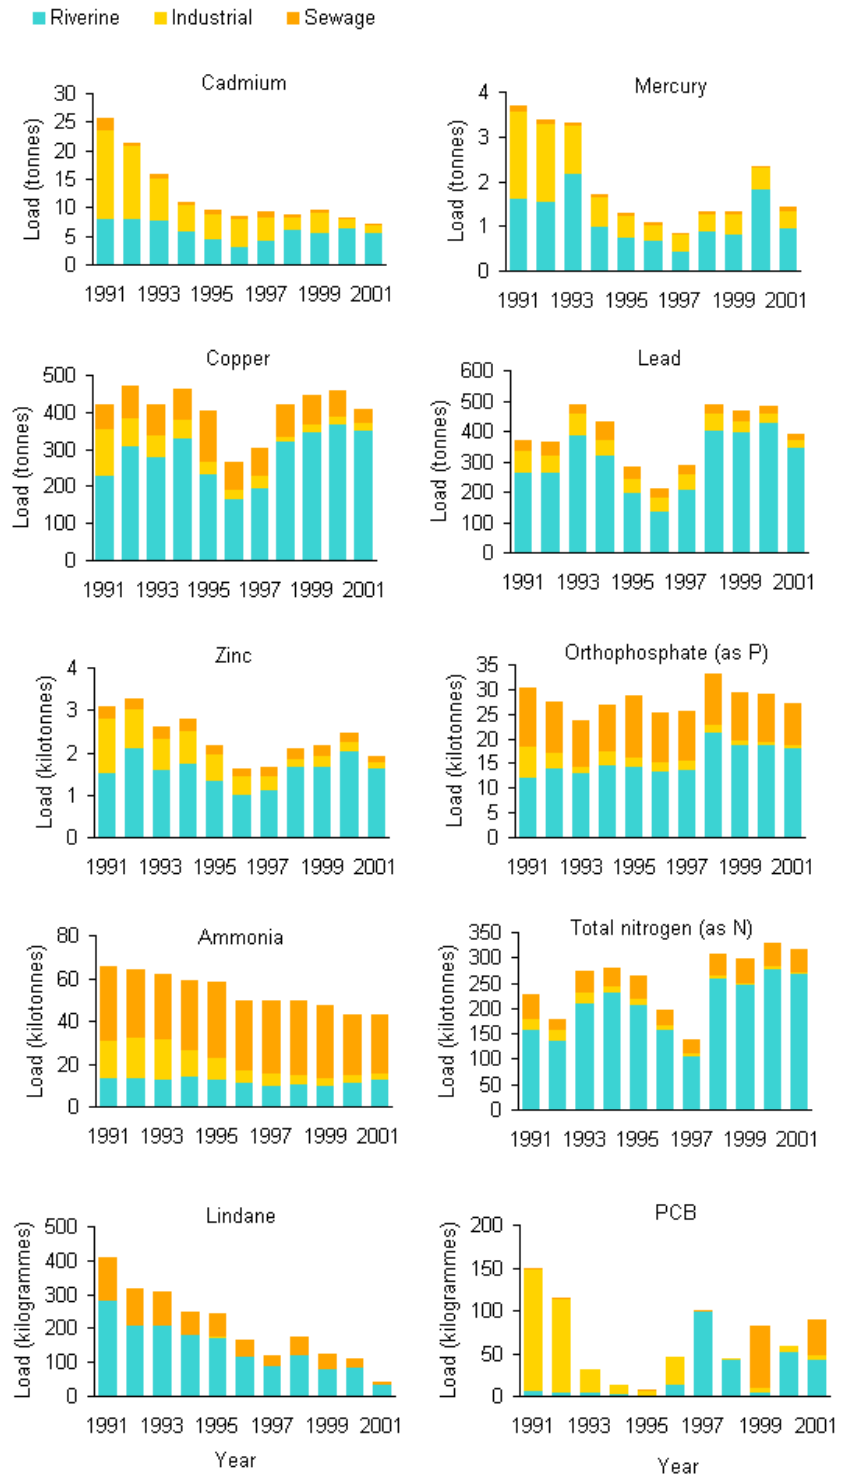 Riverine Industrial Sewage
Cadmium
Load (tonnes)
30
25
20
15
10
5
0
1991 1993 1995 1997 1999 2001
Mercury
Load (tonnes)
4
3
2
1
0
1991 1993 1995 1997 1999 2001
Copper
Load (tonnes)
500
400
300
200
100
0
1991 1993 1995 1997 1999 2001
Lead
Load (tonnes)
600
500
400
300
200
100
0
1991 1993 1995 1997 1999 2001
Zinc
Load (kilotonnes)
4
3
2
1
0
1991 1993 1995 1997 1999 2001
Orthophosphate (as P)
Load (kilotonnes)
35
30
25
20
15
10
5
0
1991 1993 1995 1997 1999 2001
Ammonia
Load (kilotonnes)
80
60
40
20
0
1991 1993 1995 1997 1999 2001
Total nitrogen (as N)
Load (kilotonnes)
350
300
250
200
150
100
50
0
1991 1993 1995 1997 1999 2001
Lindane
Load (kilogrammes)
500
400
300
200
100
0
1991 1993 1995 1997 1999 2001
Year
PCB
Load (kilogrammes)
200
150
100
50
0
1991 1993 1995 1997 1999 2001
Year